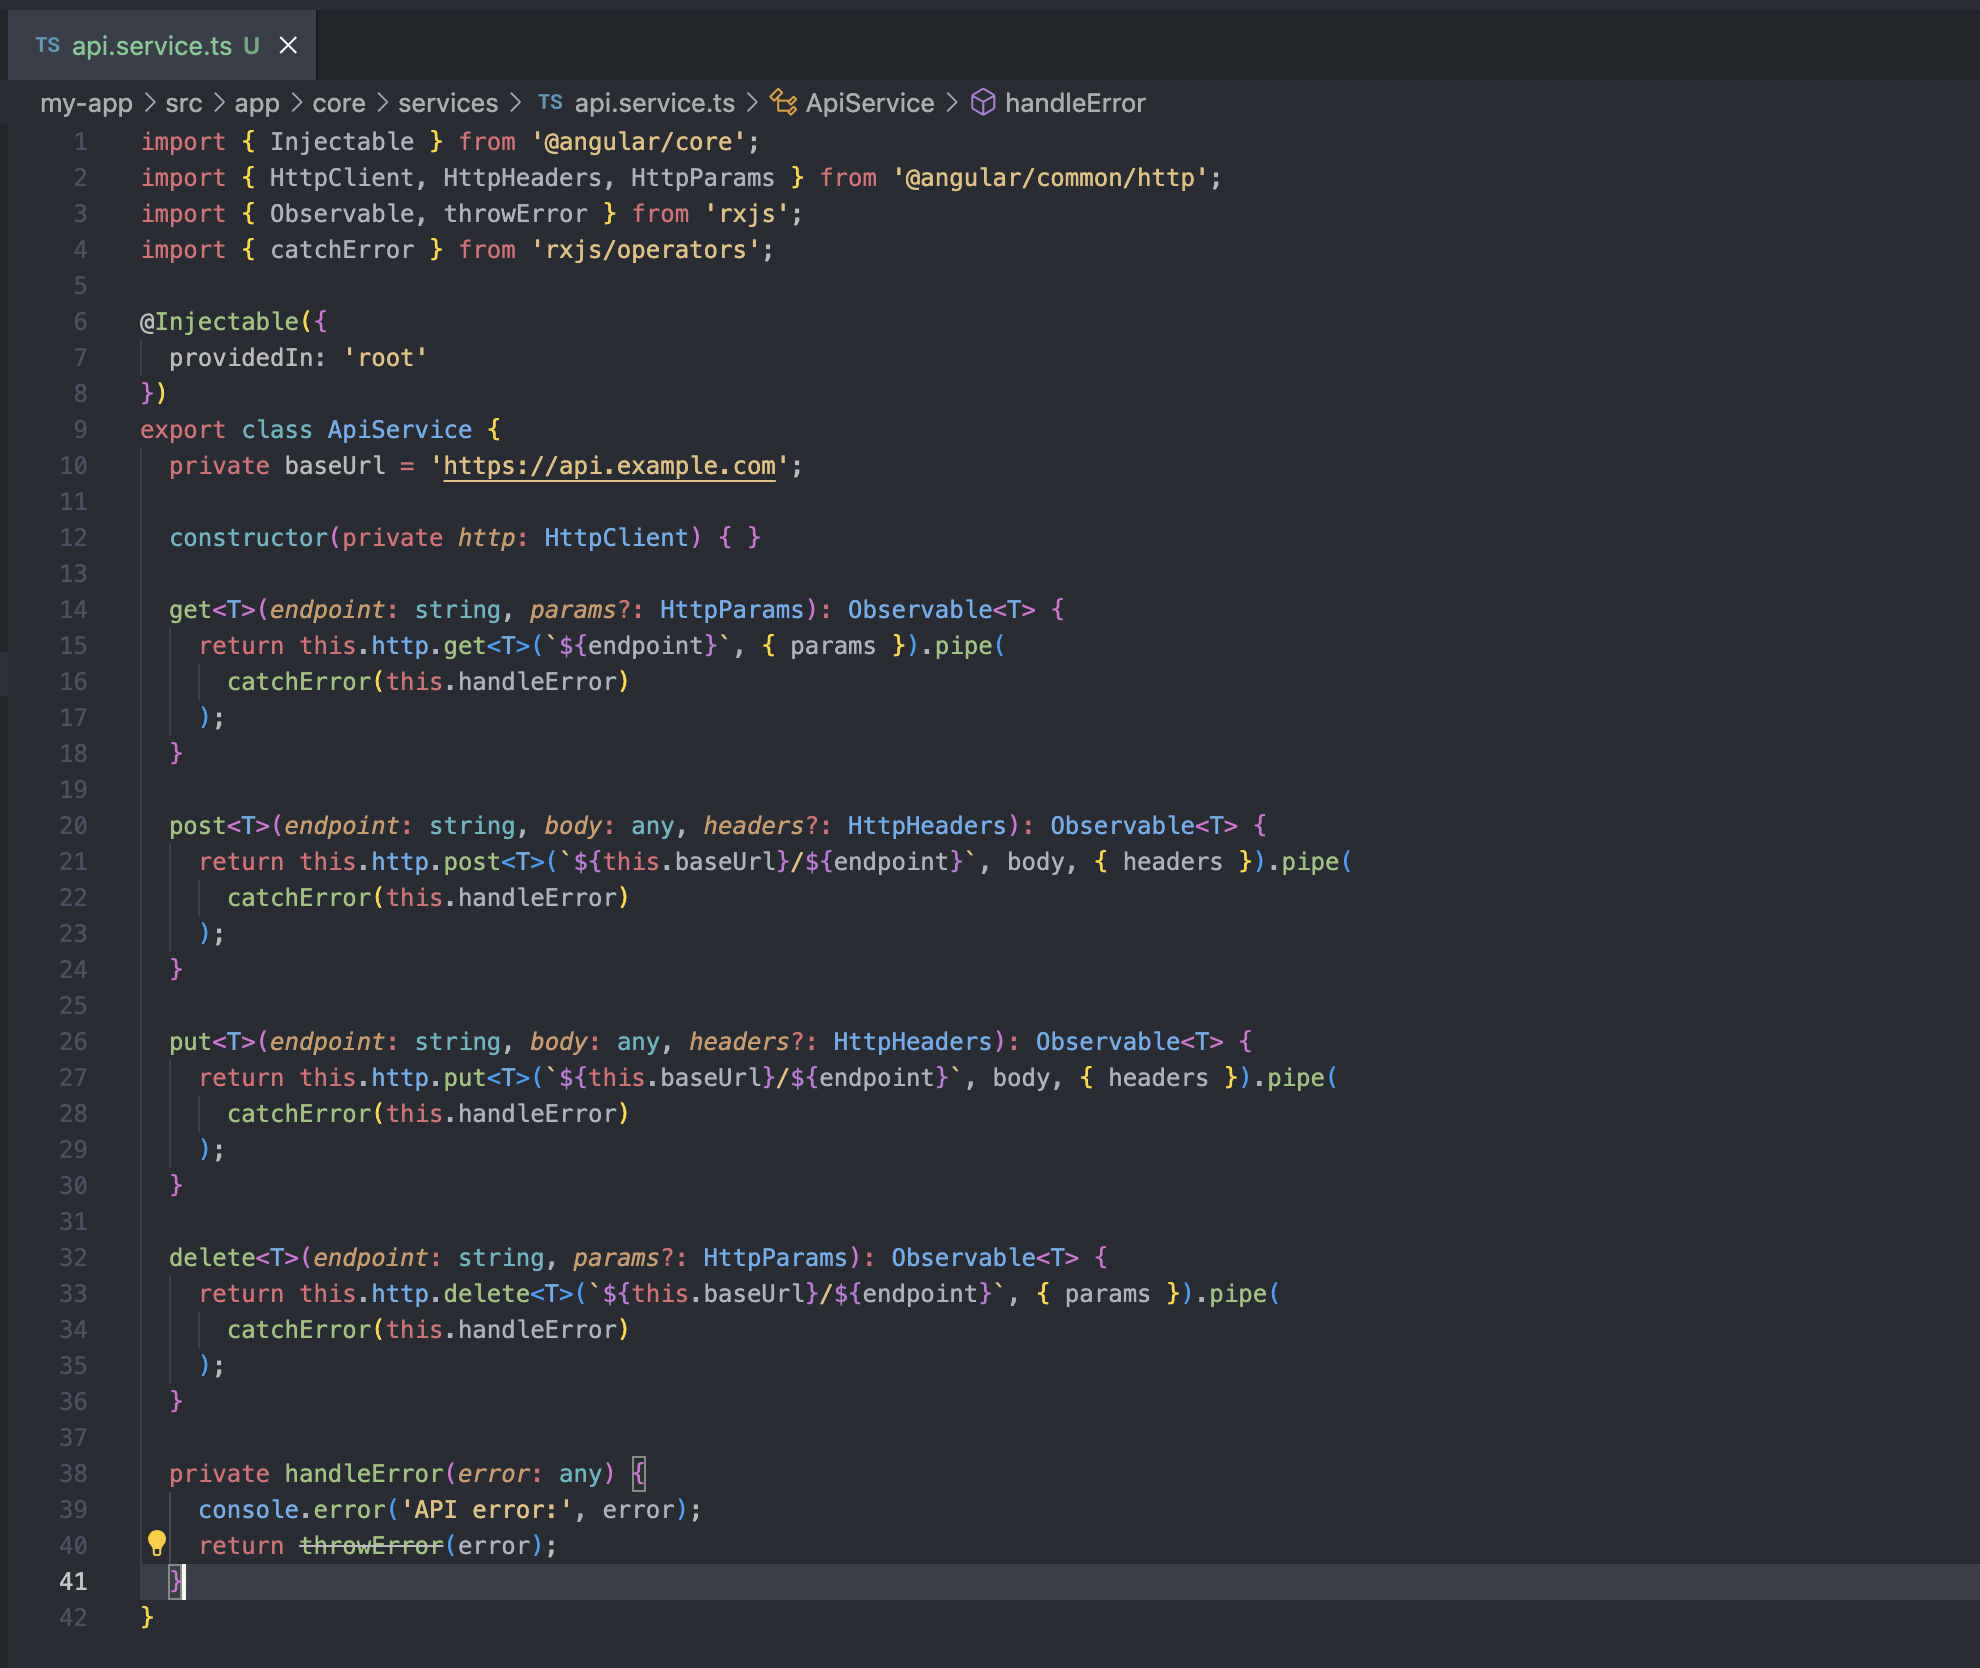 TS api.service.ts U
my-app > src > app > core > services > TS api.service.ts > ApiService > handleError
1 import { Injectable } from '@angular/core';
2 import { HttpClient, HttpHeaders, HttpParams } from '@angular/common/http';
3 import { Observable, throwError } from 'rxjs';
4 import { catchError } from 'rxjs/operators';
5
6 @Injectable({
7   providedIn: 'root'
8 })
9 export class ApiService {
10   private baseUrl = 'https://api.example.com';
11
12   constructor(private http: HttpClient) { }
13
14   get<T>(endpoint: string, params?: HttpParams): Observable<T> {
15     return this.http.get<T>(`${endpoint}`, { params }).pipe(
16       catchError(this.handleError)
17     );
18   }
19
20   post<T>(endpoint: string, body: any, headers?: HttpHeaders): Observable<T> {
21     return this.http.post<T>(`${this.baseUrl}/${endpoint}`, body, { headers }).pipe(
22       catchError(this.handleError)
23     );
24   }
25
26   put<T>(endpoint: string, body: any, headers?: HttpHeaders): Observable<T> {
27     return this.http.put<T>(`${this.baseUrl}/${endpoint}`, body, { headers }).pipe(
28       catchError(this.handleError)
29     );
30   }
31
32   delete<T>(endpoint: string, params?: HttpParams): Observable<T> {
33     return this.http.delete<T>(`${this.baseUrl}/${endpoint}`, { params }).pipe(
34       catchError(this.handleError)
35     );
36   }
37
38   private handleError(error: any) {
39     console.error('API error:', error);
40     return throwError(error);
41   }
42 }